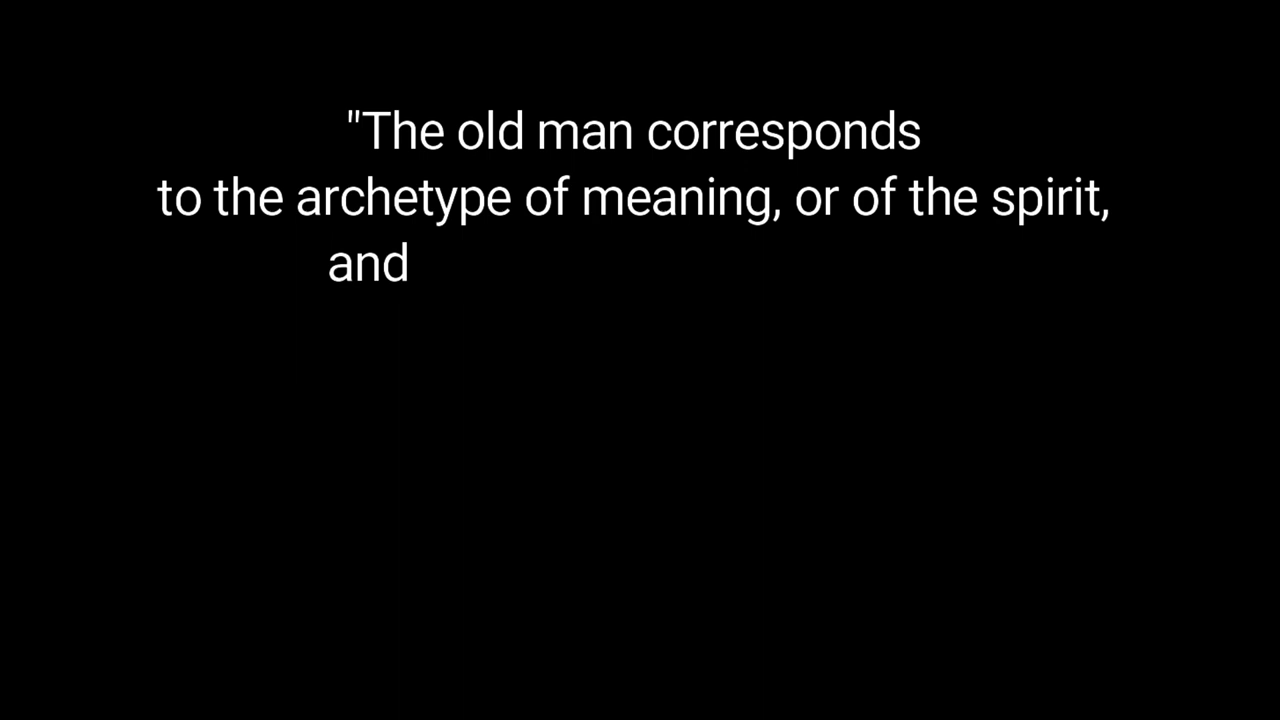 "The old man corresponds
to the archetype of meaning, or of the spirit,
and